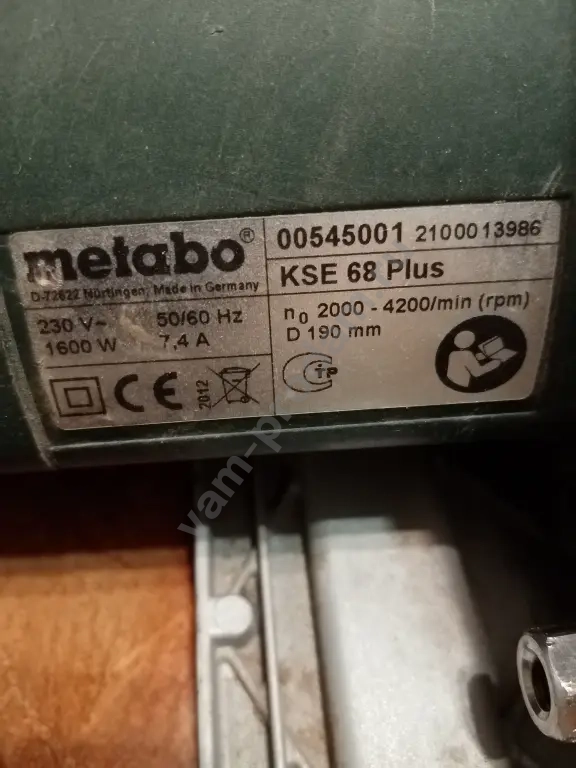 metabo®
D-72622 Nürtingen, Made in Germany
230 V~ 50/60 Hz
1600 W 7,4 A
CE 2012
00545001 2100013986
KSE 68 Plus
n0 2000 - 4200/min (rpm)
D 190 mm